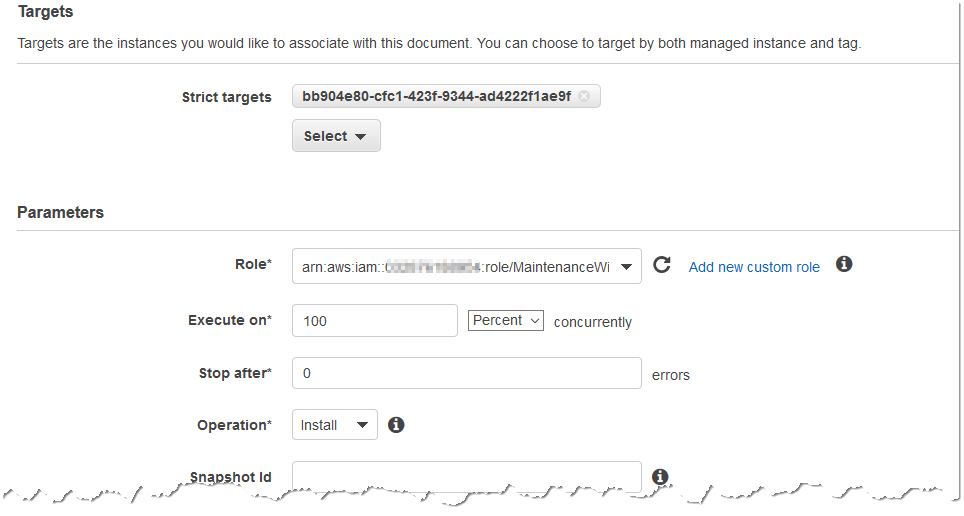 Targets
Targets are the instances you would like to associate with this document. You can choose to target by both managed instance and tag.
Strict targets bb904e80-cfc1-423f-9344-ad4222f1ae9f
Select
Parameters
Role* arn:aws:iam:: :role/MaintenanceWi Add new custom role
Execute on* 100 Percent concurrently
Stop after* 0 errors
Operation* Install
Snapshot Id